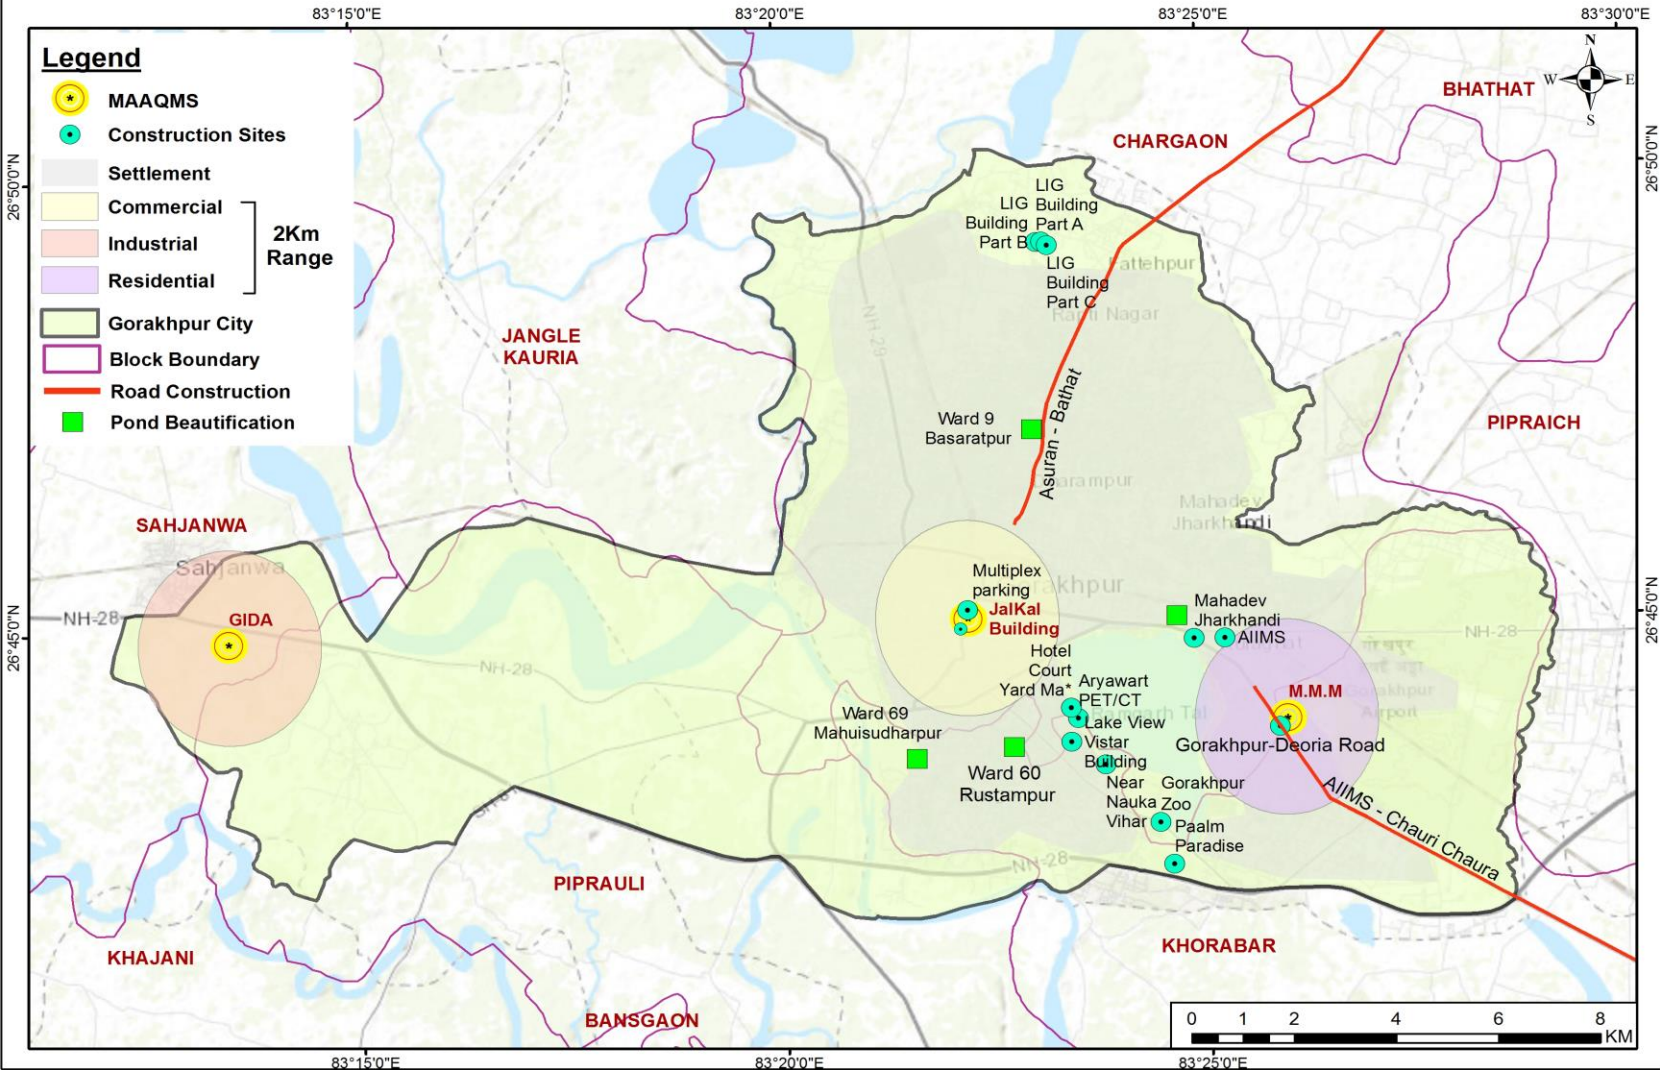 83°15'0"E
83°20'0"E
83°25'0"E
83°30'0"E
26°50'0"N
26°45'0"N
Legend
MAAQMS
Construction Sites
Settlement
Commercial
Industrial
Residential
2Km
Range
Gorakhpur City
Block Boundary
Road Construction
Pond Beautification
N
W
E
S
BHATHAT
CHARGAON
26°50'0"N
LIG
Building
Part A
LIG
Building
Part B
LIG
Building
Part C
Fattehpur
Rapti Nagar
NH-29
JANGLE
KAURIA
Asuran - Bathat
Ward 9
Basaratpur
PIPRAICH
Mahadev
Jharkhandi
SAHJANWA
Sahjanwa
GIDA
NH-28
NH-28
Multiplex
parking
JalKal
Building
Mahadev
Jharkhandi
AIIMS
NH-28
26°45'0"N
Hotel
Court
Yard Ma*
Aryawart
PET/CT
Lake View
Vistar
Building
Ramgarh Tal
M.M.M
Gorakhpur
Airport
Gorakhpur-Deoria Road
Ward 69
Mahuisudharpur
Ward 60
Rustampur
Near
Nauka
Vihar
Gorakhpur
Zoo
Paalm
Paradise
AIIMS - Chauri Chaura
NH-28
PIPRAULI
KHAJANI
KHORABAR
BANSGAON
0 1 2 4 6 8
KM
83°15'0"E
83°20'0"E
83°25'0"E